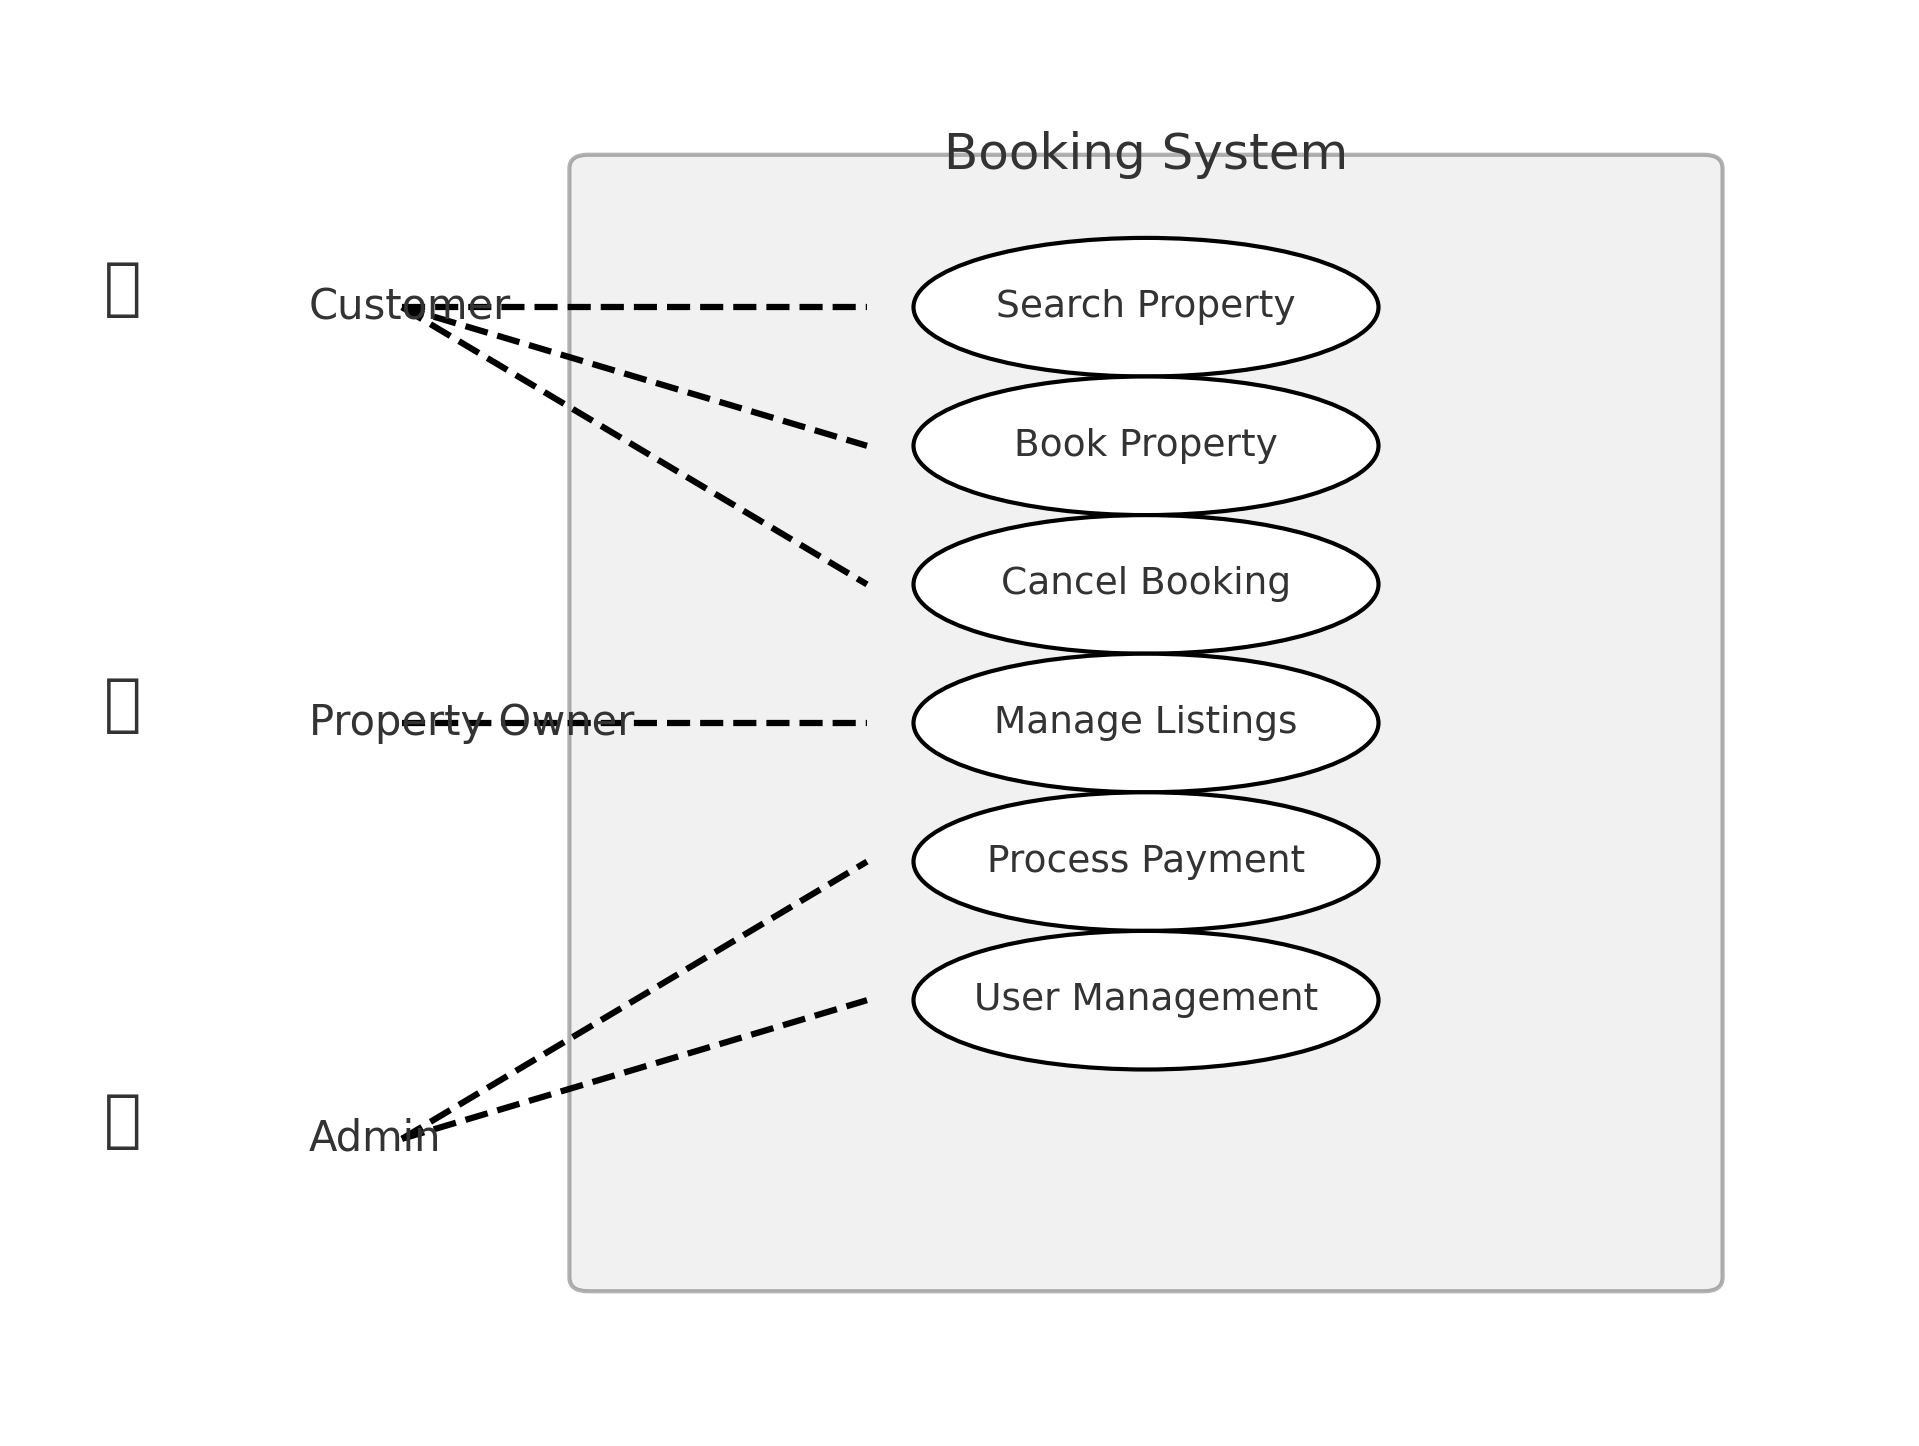 Booking System
Customer
Search Property
Book Property
Cancel Booking
Property Owner
Manage Listings
Process Payment
User Management
Admin